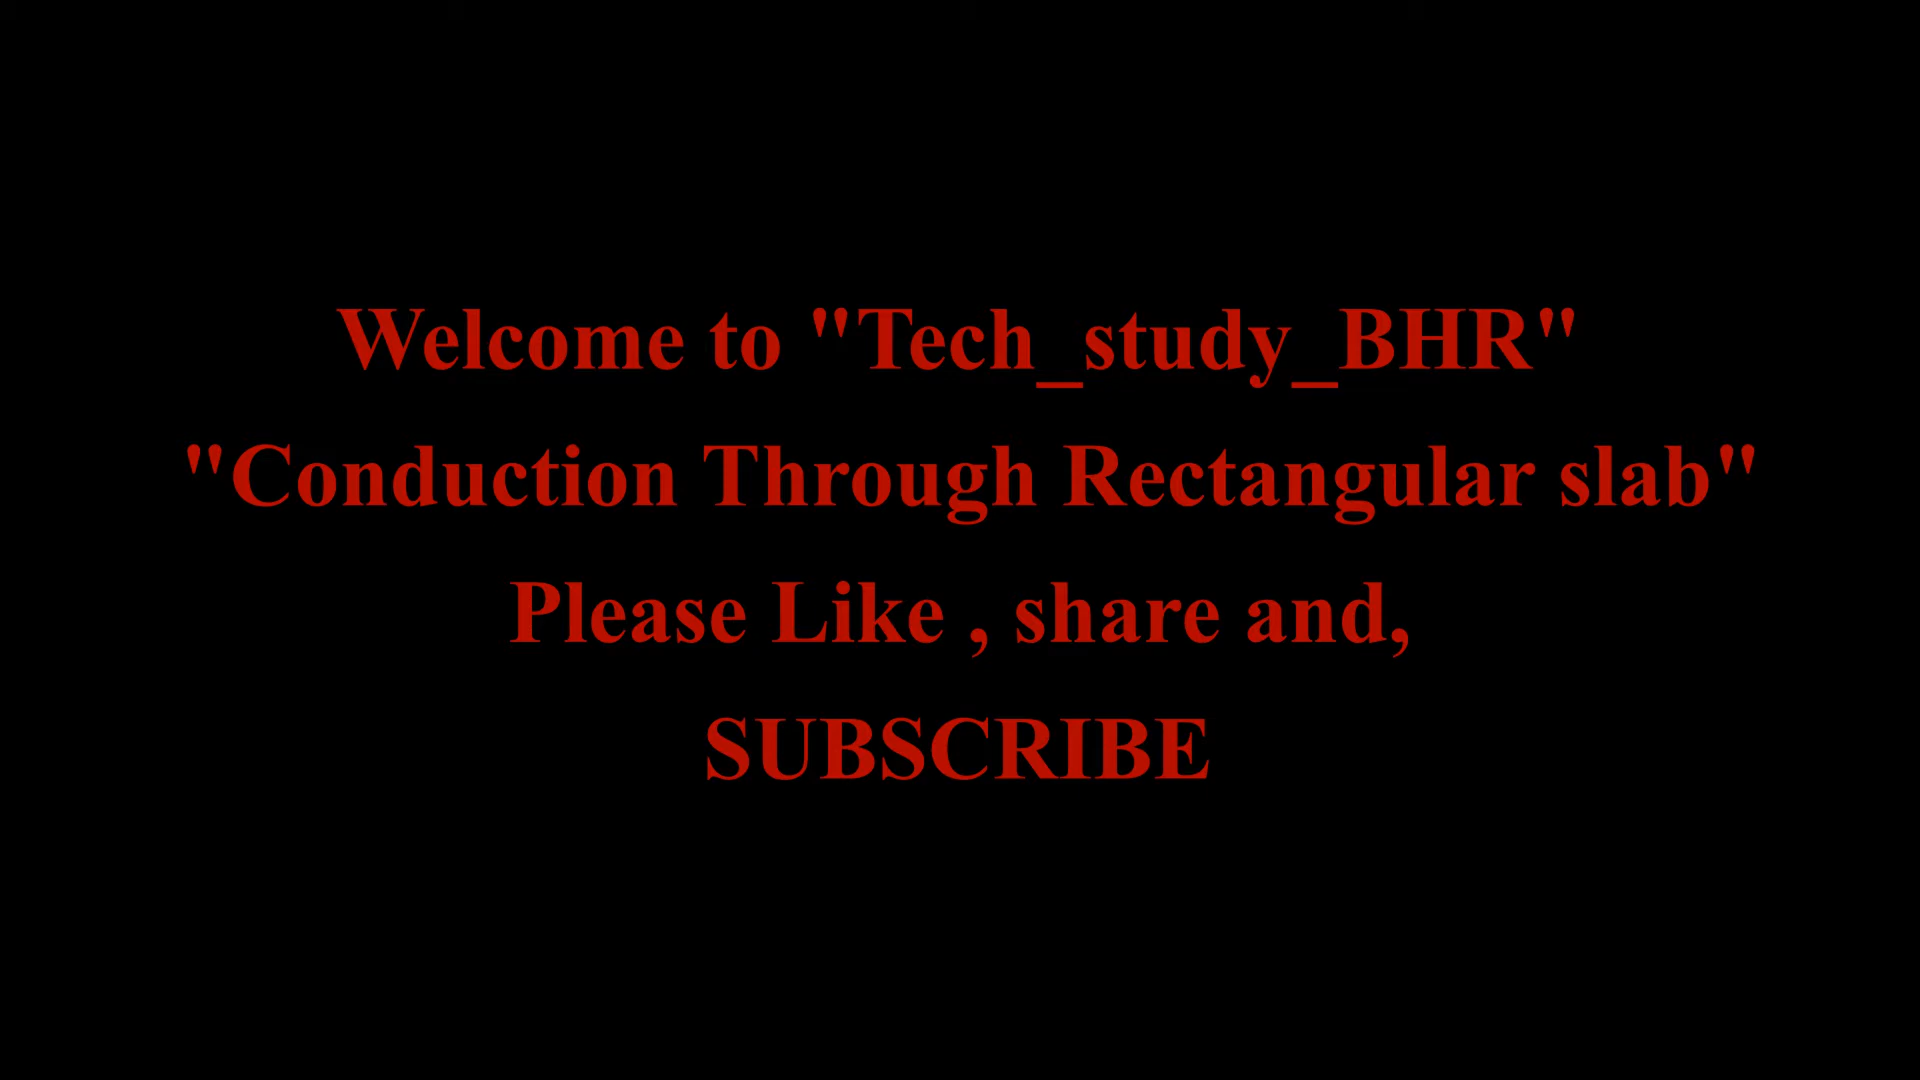 Welcome to "Tech_study_BHR"
"Conduction Through Rectangular slab"
Please Like , share and,
SUBSCRIBE